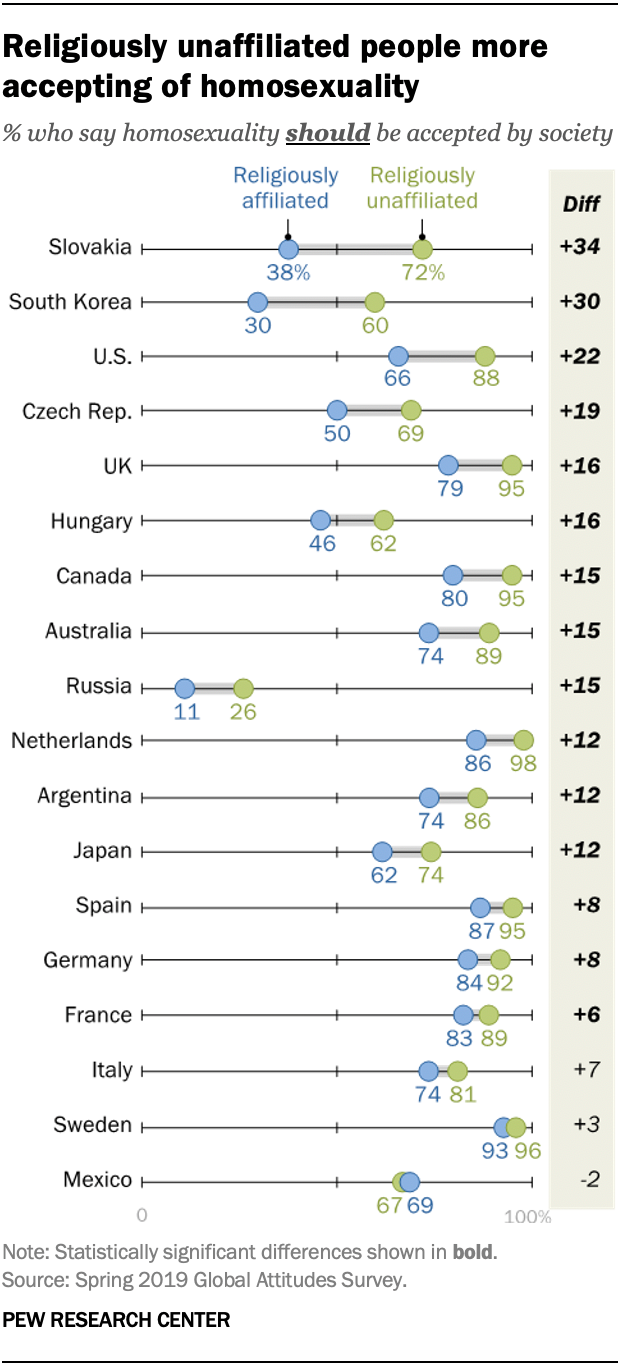 Religiously unaffiliated people more
accepting of homosexuality
% who say homosexuality should be accepted by society
Religiously affiliated
Religiously unaffiliated
Diff
Slovakia 38% 72% +34
South Korea 30 60 +30
U.S. 66 88 +22
Czech Rep. 50 69 +19
UK 79 95 +16
Hungary 46 62 +16
Canada 80 95 +15
Australia 74 89 +15
Russia 11 26 +15
Netherlands 86 98 +12
Argentina 74 86 +12
Japan 62 74 +12
Spain 87 95 +8
Germany 84 92 +8
France 83 89 +6
Italy 74 81 +7
Sweden 93 96 +3
Mexico 67 69 -2
0 100%
Note: Statistically significant differences shown in bold.
Source: Spring 2019 Global Attitudes Survey.
PEW RESEARCH CENTER